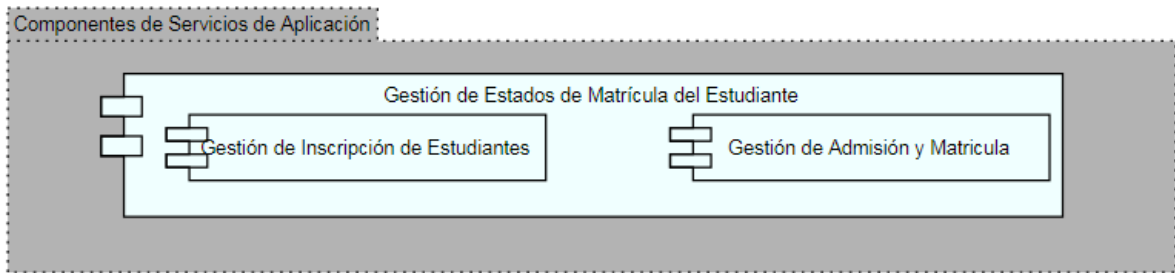 Componentes de Servicios de Aplicación
Gestión de Estados de Matrícula del Estudiante
Gestión de Inscripción de Estudiantes
Gestión de Admisión y Matricula